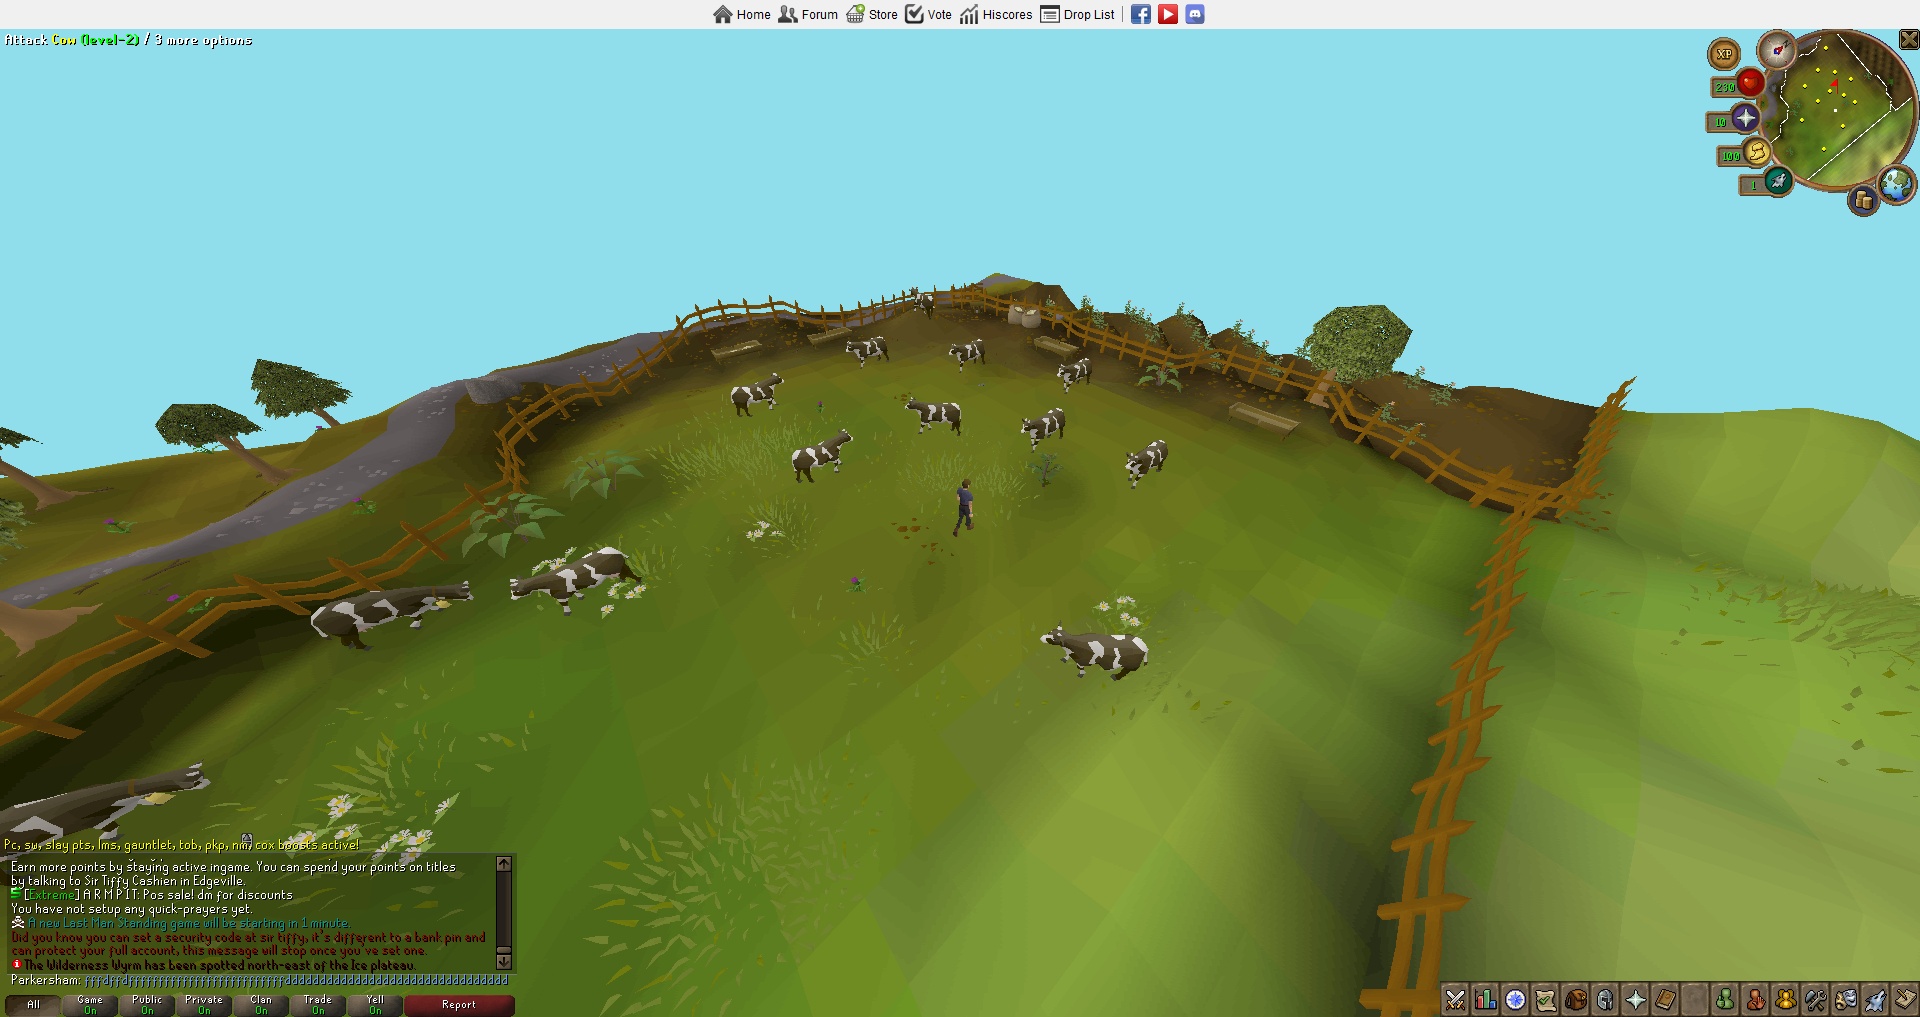 Home Forum Store Vote Hiscores Drop List
Attack Cow (level-2) / 3 more options
XP
230
10
100
1
Pc, sw, slay pts, lms, gauntlet, tob, pkp, nm, cox boosts active!
Earn more points by staying active ingame. You can spend your points on titles
by talking to Sir Tiffy Cashien in Edgeville.
[Extreme] A R M P I T: Pos sale! dm for discounts
You have not setup any quick-prayers yet.
A new Last Man Standing game will be starting in 1 minute.
Did you know you can set a security code at sir tiffy, it's different to a bank pin and
can protect your full account, this message will stop once you've set one.
The Wilderness Wyrm has been spotted north-east of the Ice plateau.
Parkersham:
All
Game On
Public On
Private On
Clan On
Trade On
Yell On
Report